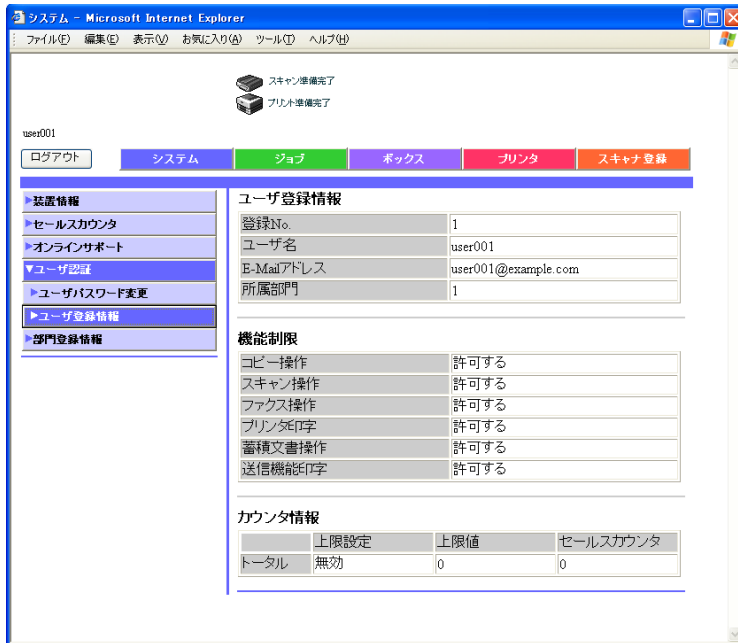 システム - Microsoft Internet Explorer
ファイル(F) 編集(E) 表示(V) お気に入り(A) ツール(T) ヘルプ(H)
スキャン準備完了
プリント準備完了
user001
ログアウト システム ジョブ ボックス プリンタ スキャナ登録
▶装置情報
▶セールスカウンタ
▶オンラインサポート
▼ユーザ認証
▶ユーザパスワード変更
▶ユーザ登録情報
▶部門登録情報
ユーザ登録情報
登録No. 1
ユーザ名 user001
E-Mailアドレス user001@example.com
所属部門 1
機能制限
コピー操作 許可する
スキャン操作 許可する
ファクス操作 許可する
プリンタ印字 許可する
蓄積文書操作 許可する
送信機能印字 許可する
カウンタ情報
上限設定 上限値 セールスカウンタ
トータル 無効 0 0